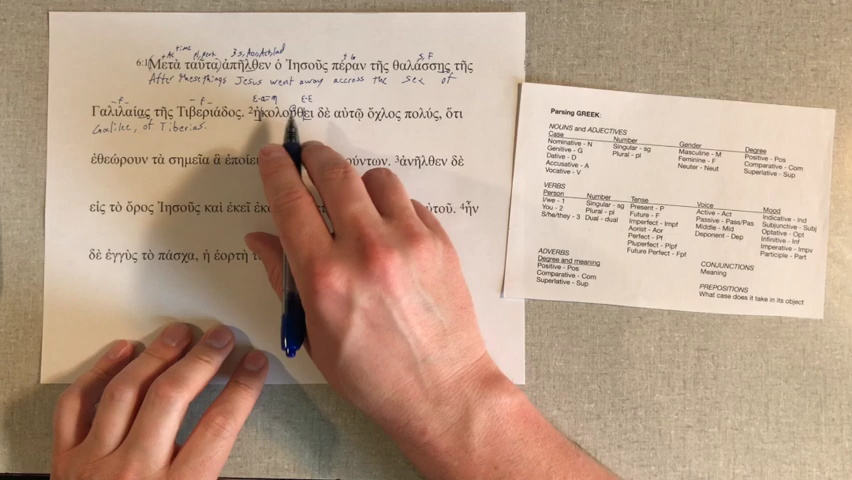 time
6:1 Μετὰ ταῦτα ἀπῆλθεν ὁ Ἰησοῦς πέραν τῆς θαλάσσης τῆς
After these things Jesus went away accross the Sea of
Γαλιλαίας τῆς Τιβεριάδος. 2 ἠκολούθει δὲ αὐτῷ ὄχλος πολύς, ὅτι
Galilee, of Tiberias.
ἐθεώρουν τὰ σημεῖα ἃ ἐποίει 3 ἀνῆλθεν δὲ
εἰς τὸ ὄρος Ἰησοῦς καὶ ἐκεῖ 4 ἦν
δὲ ἐγγὺς τὸ πάσχα, ἡ ἑορτὴ
Parsing GREEK:
NOUNS and ADJECTIVES
Case Number Gender Degree
Nominative - N Singular - sg Masculine - M Positive - Pos
Genitive - G Plural - pl Feminine - F Comparative - Com
Dative - D Neuter - Neut Superlative - Sup
Accusative - A
Vocative - V
VERBS
Person Number Tense Voice Mood
I/we - 1 Singular - sg Present - P Active - Act Indicative - Ind
You - 2 Plural - pl Future - F Passive - Pass/Pas Subjunctive - Subj
S/he/they - 3 Dual - dual Imperfect - Impf Middle - Mid Optative - Opt
Aorist - Aor Deponent - Dep Infinitive - Inf
Perfect - Pf Imperative - Impv
Pluperfect - Plpf Participle - Part
Future Perfect - Fpf
ADVERBS
Degree and meaning
Positive - Pos
Comparative - Com
Superlative - Sup
CONJUNCTIONS
Meaning
PREPOSITIONS
What case does it take in its object